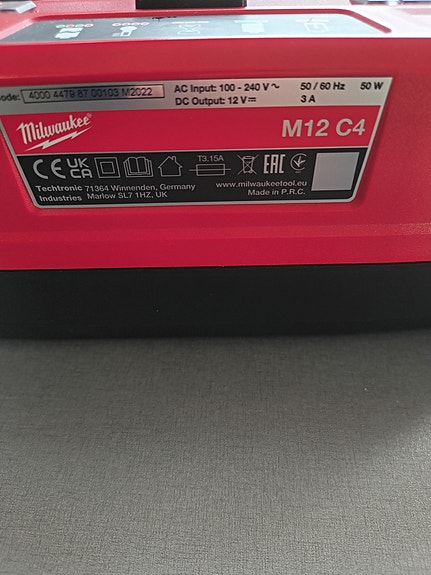 ode: 4000 4479 87 00103 M2022
AC Input: 100 - 240 V ~ 50 / 60 Hz 50 W
DC Output: 12 V ⎓ 3 A
Milwaukee®
M12 C4
CE UK CA T3.15A EAC
Techtronic 71364 Winnenden, Germany www.milwaukeetool.eu
Industries Marlow SL7 1HZ, UK Made in P.R.C.